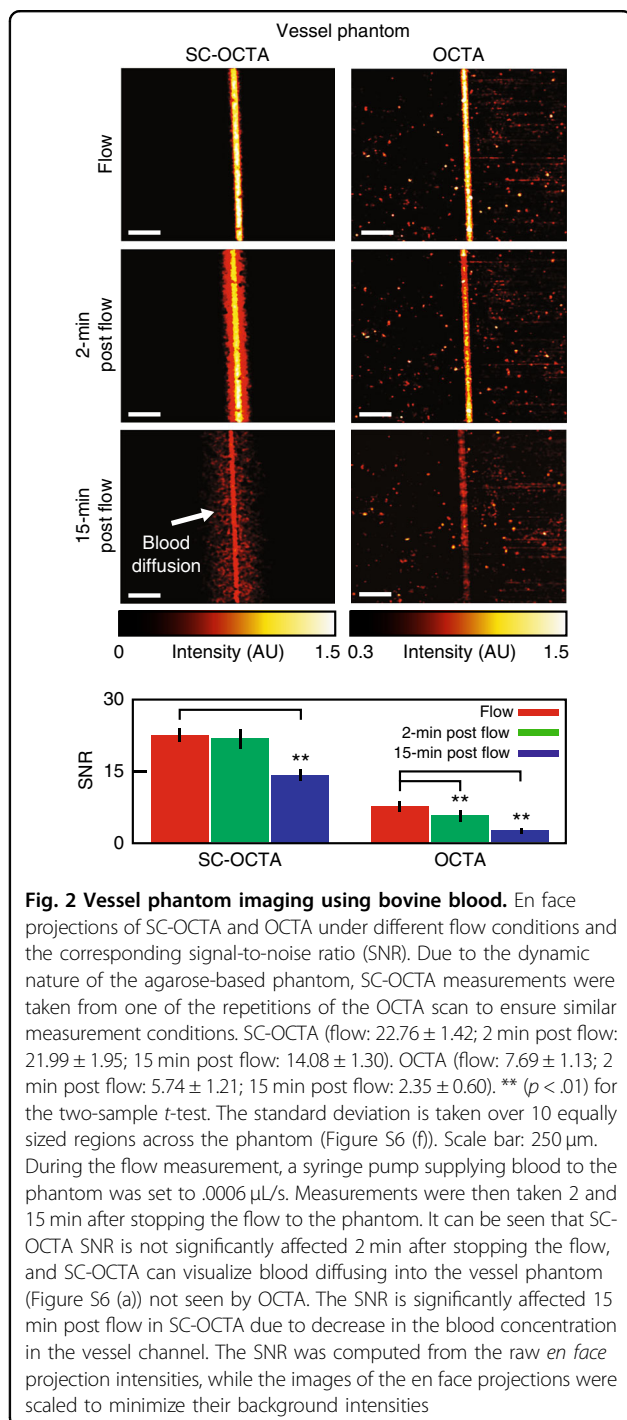 Vessel phantom
SC-OCTA
OCTA
Flow
2-min
post flow
15-min
post flow
Blood
diffusion
0
Intensity (AU)
1.5
0.3
Intensity (AU)
1.5
30
15
0
SNR
Flow
2-min post flow
15-min post flow
**
**
**
SC-OCTA
OCTA
Fig. 2 Vessel phantom imaging using bovine blood. En face
projections of SC-OCTA and OCTA under different flow conditions and
the corresponding signal-to-noise ratio (SNR). Due to the dynamic
nature of the agarose-based phantom, SC-OCTA measurements were
taken from one of the repetitions of the OCTA scan to ensure similar
measurement conditions. SC-OCTA (flow: 22.76 ± 1.42; 2 min post flow:
21.99 ± 1.95; 15 min post flow: 14.08 ± 1.30). OCTA (flow: 7.69 ± 1.13; 2
min post flow: 5.74 ± 1.21; 15 min post flow: 2.35 ± 0.60). ** (p < .01) for
the two-sample t-test. The standard deviation is taken over 10 equally
sized regions across the phantom (Figure S6 (f)). Scale bar: 250 μm.
During the flow measurement, a syringe pump supplying blood to the
phantom was set to .0006 μL/s. Measurements were then taken 2 and
15 min after stopping the flow to the phantom. It can be seen that SC-
OCTA SNR is not significantly affected 2 min after stopping the flow,
and SC-OCTA can visualize blood diffusing into the vessel phantom
(Figure S6 (a)) not seen by OCTA. The SNR is significantly affected 15
min post flow in SC-OCTA due to decrease in the blood concentration
in the vessel channel. The SNR was computed from the raw en face
projection intensities, while the images of the en face projections were
scaled to minimize their background intensities